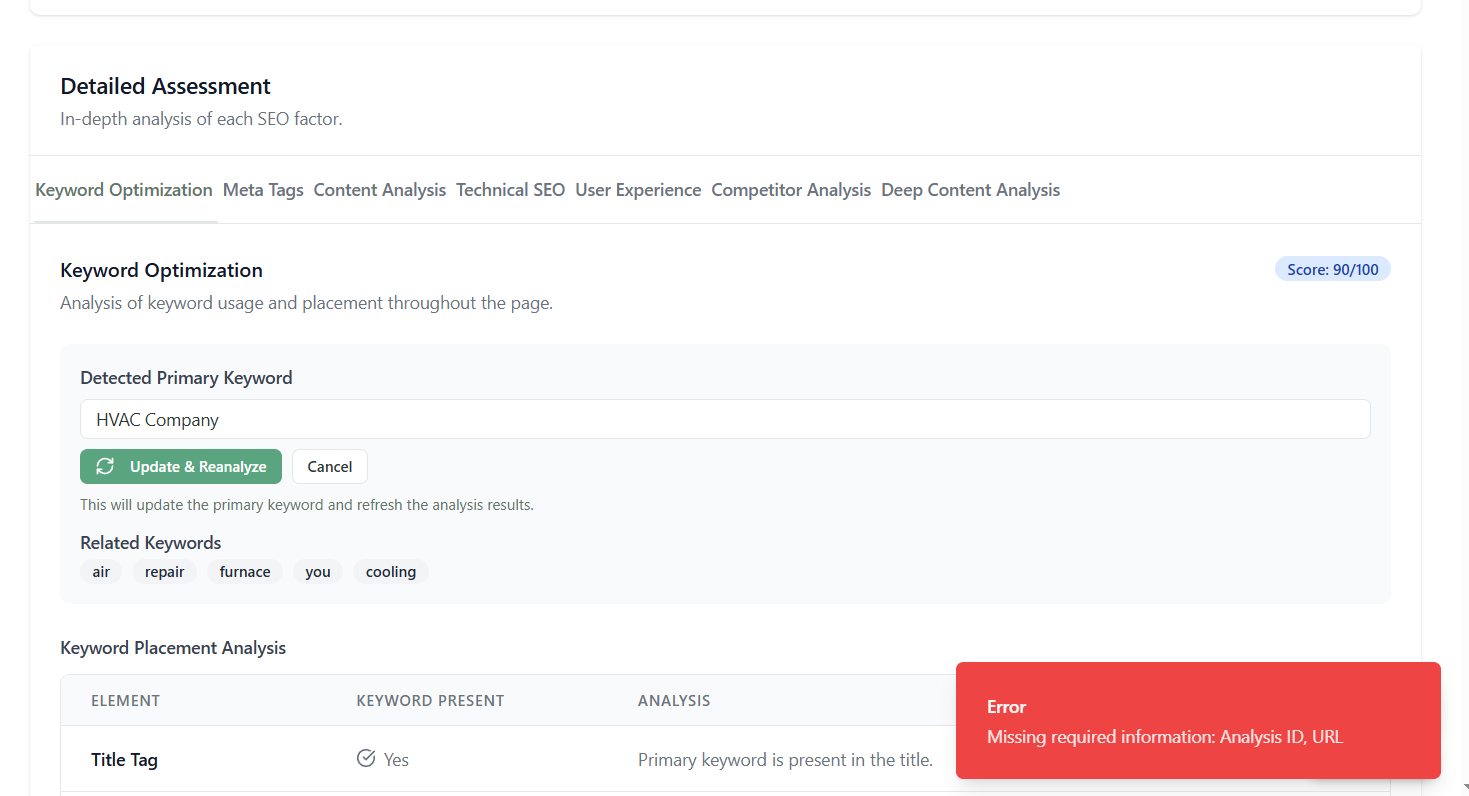 Detailed Assessment
In-depth analysis of each SEO factor.
Keyword Optimization Meta Tags Content Analysis Technical SEO User Experience Competitor Analysis Deep Content Analysis
Keyword Optimization
Score: 90/100
Analysis of keyword usage and placement throughout the page.
Detected Primary Keyword
HVAC Company
Update & Reanalyze Cancel
This will update the primary keyword and refresh the analysis results.
Related Keywords
air repair furnace you cooling
Keyword Placement Analysis
ELEMENT KEYWORD PRESENT ANALYSIS
Title Tag Yes Primary keyword is present in the title.
Error
Missing required information: Analysis ID, URL